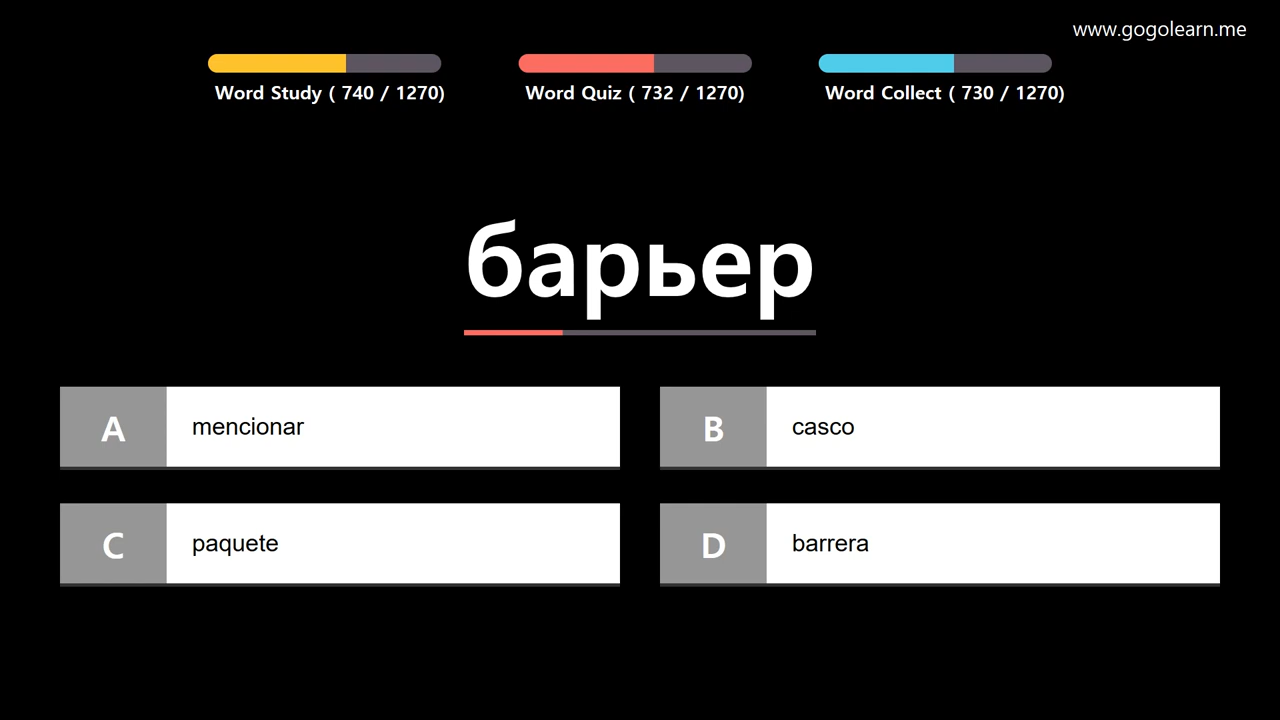 www.gogolearn.me
Word Study ( 740 / 1270)
Word Quiz ( 732 / 1270)
Word Collect ( 730 / 1270)
барьер
A mencionar
B casco
C paquete
D barrera